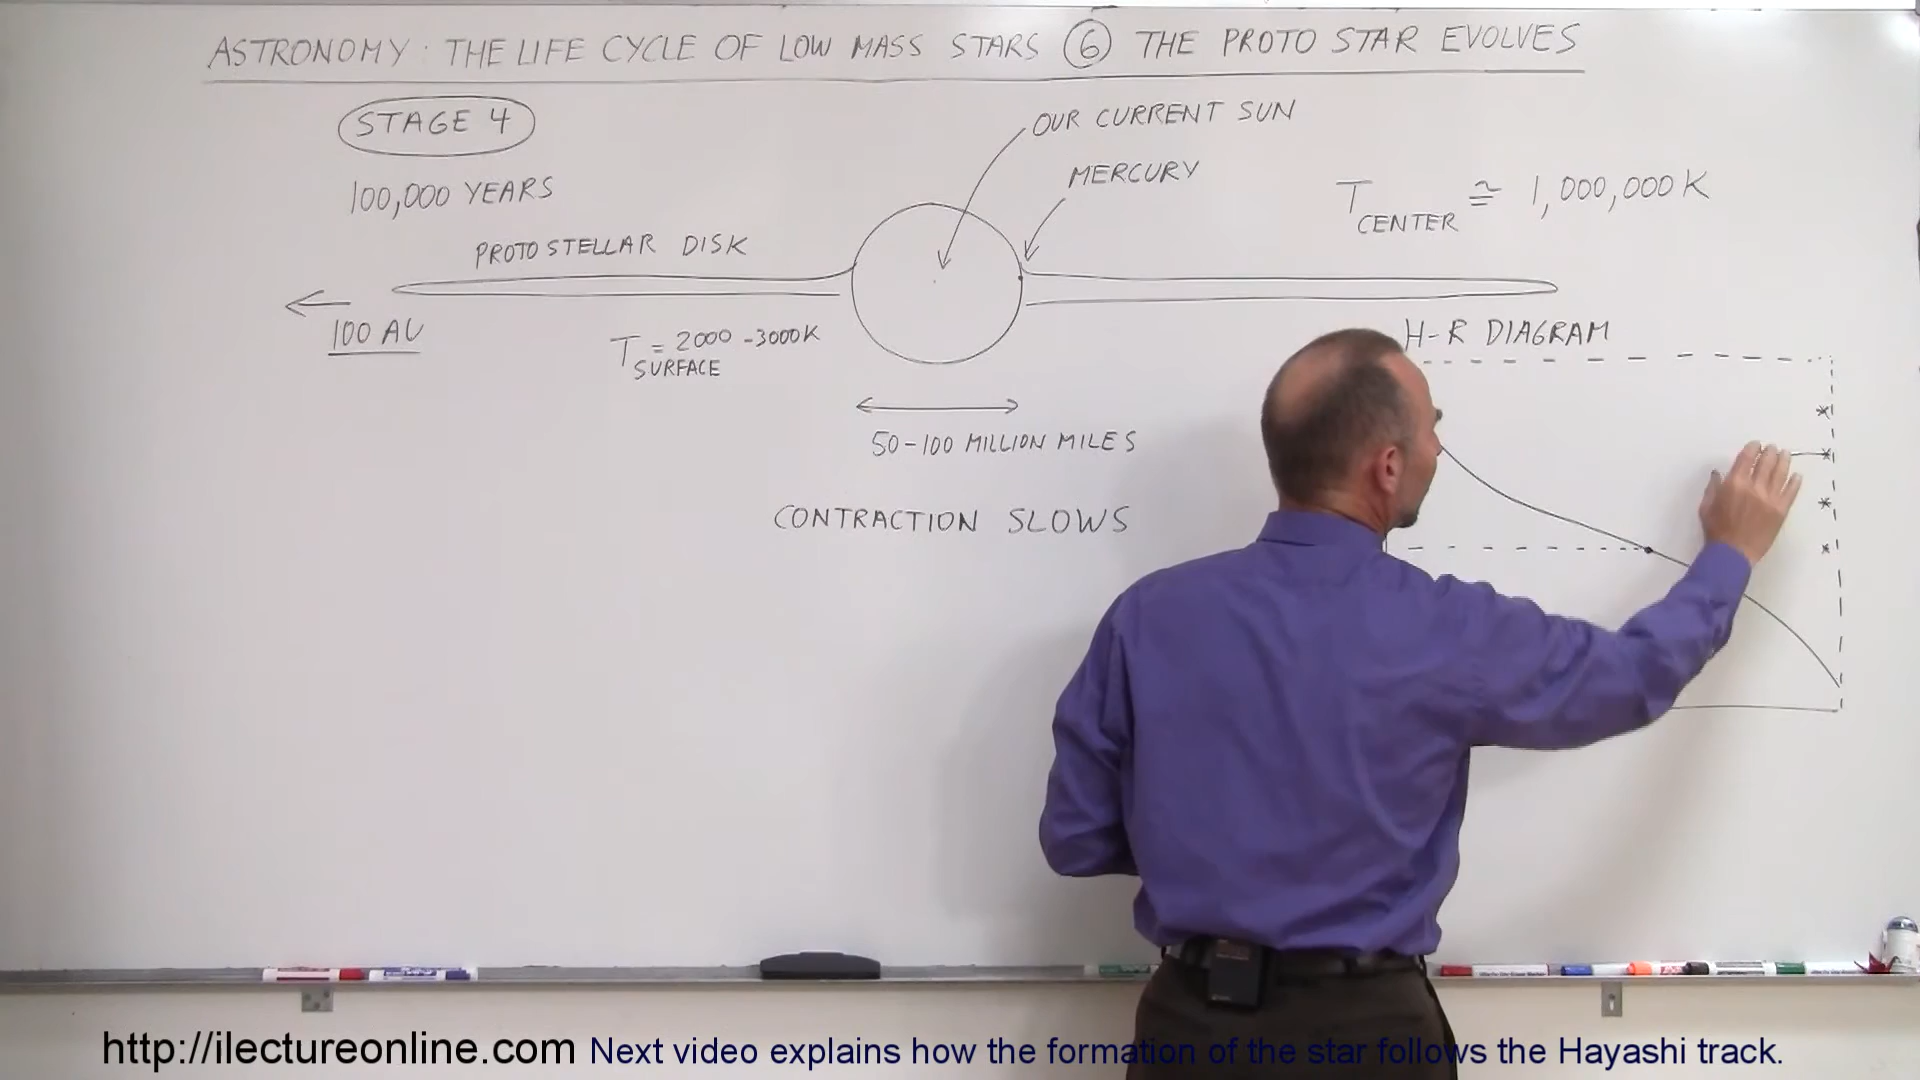 ASTRONOMY: THE LIFE CYCLE OF LOW MASS STARS 6 THE PROTO STAR EVOLVES
STAGE 4
OUR CURRENT SUN
MERCURY
100,000 YEARS
T CENTER ≅ 1,000,000 K
PROTOSTELLAR DISK
100 AU
T SURFACE = 2000 - 3000K
H-R DIAGRAM
50-100 MILLION MILES
CONTRACTION SLOWS
http://ilectureonline.com Next video explains how the formation of the star follows the Hayashi track.